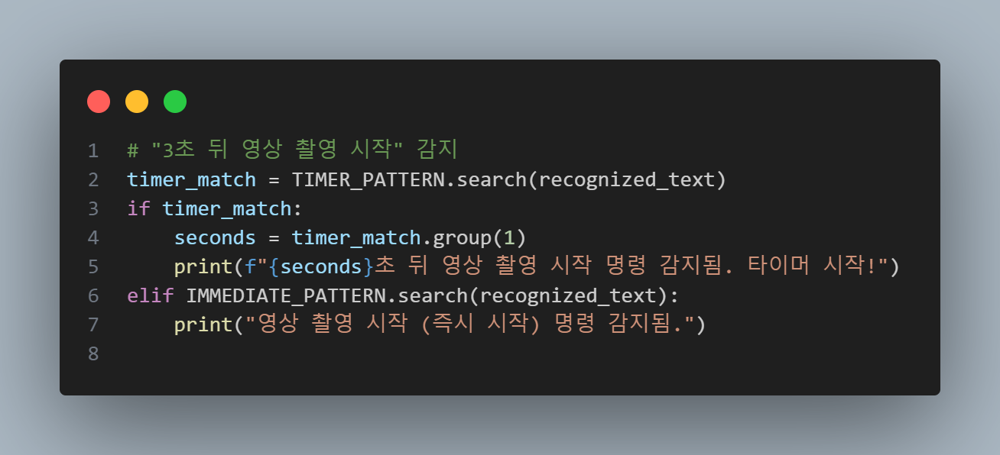 1 # "3초 뒤 영상 촬영 시작" 감지
2 timer_match = TIMER_PATTERN.search(recognized_text)
3 if timer_match:
4     seconds = timer_match.group(1)
5     print(f"{seconds}초 뒤 영상 촬영 시작 명령 감지됨. 타이머 시작!")
6 elif IMMEDIATE_PATTERN.search(recognized_text):
7     print("영상 촬영 시작 (즉시 시작) 명령 감지됨.")
8